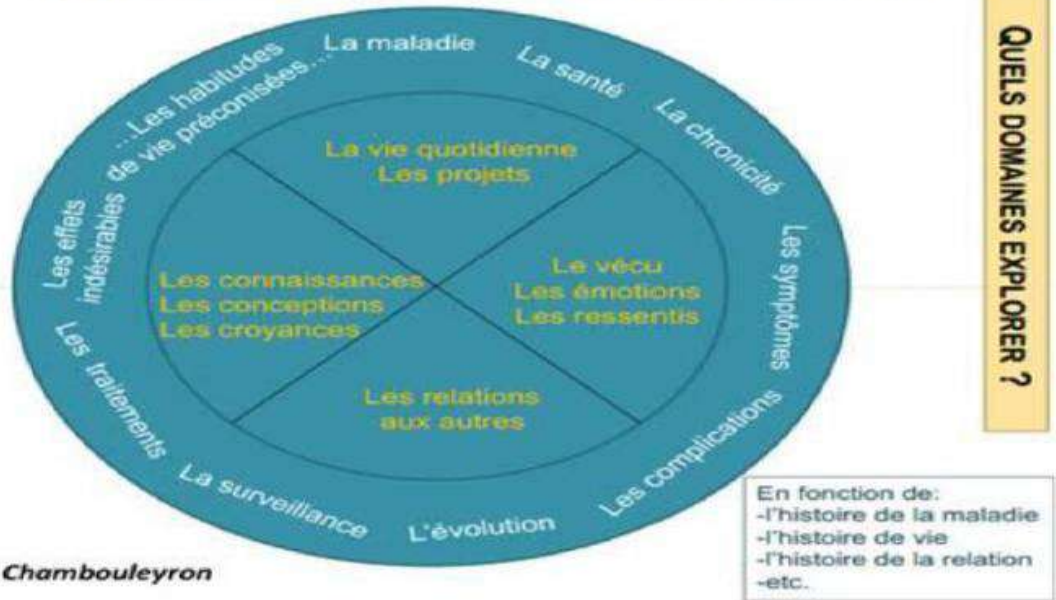 QUELS DOMAINES EXPLORER ?
La maladie
La santé
La chronicité
Les symptômes
Les complications
L'évolution
La surveillance
Les traitements
Les effets
indésirables
...Les habitudes
de vie préconisées...
La vie quotidienne
Les projets
Le vécu
Les émotions
Les ressentis
Les relations
aux autres
Les connaissances
Les conceptions
Les croyances
En fonction de:
-l'histoire de la maladie
-l'histoire de vie
-l'histoire de la relation
-etc.
Chambouleyron